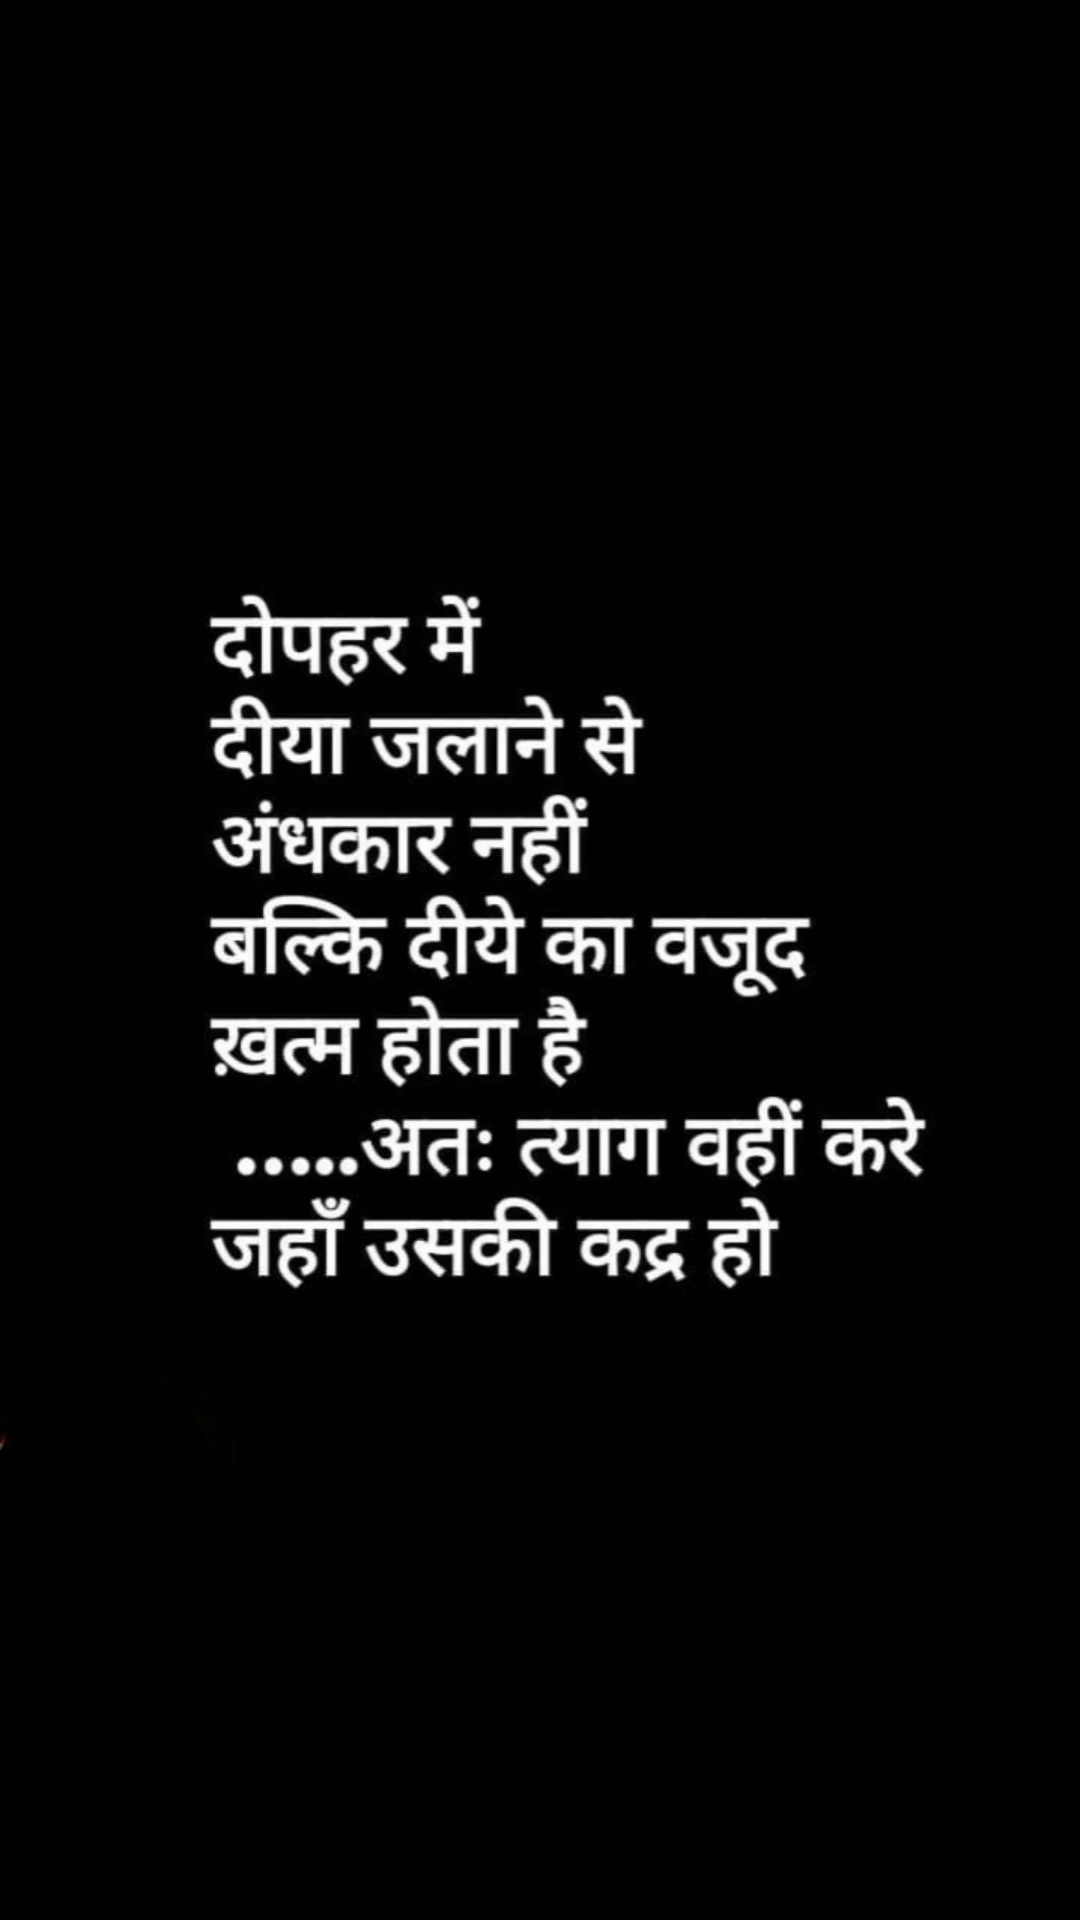 दोपहर में
दीया जलाने से
अंधकार नहीं
बल्कि दीये का वजूद
ख़त्म होता है
.....अतः त्याग वहीं करे
जहाँ उसकी कद्र हो